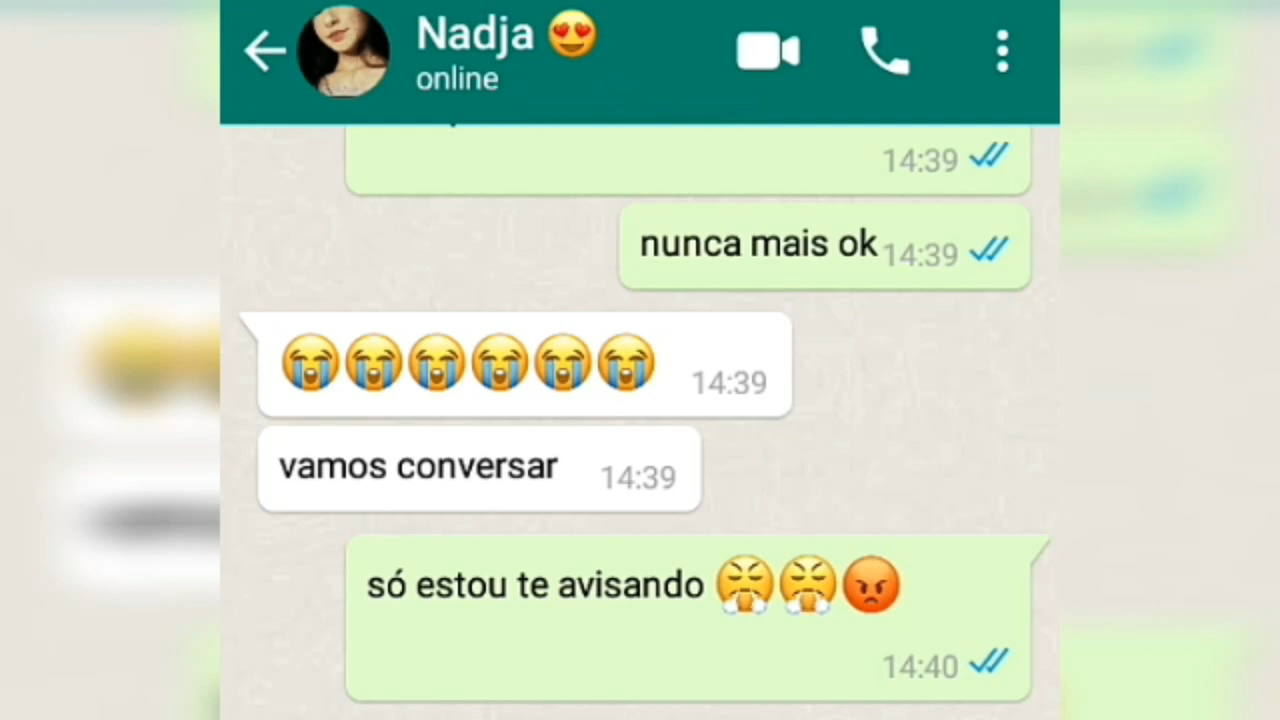 Nadja 😍
online
14:39
nunca mais ok 14:39
😭😭😭😭😭😭 14:39
vamos conversar 14:39
só estou te avisando 😤😤😡
14:40